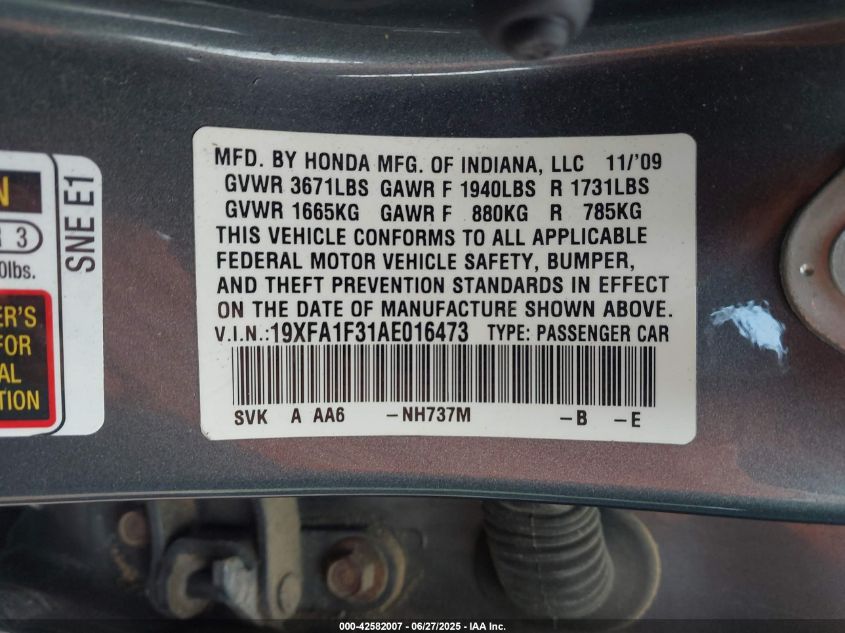 MFD. BY HONDA MFG. OF INDIANA, LLC 11/'09
GVWR 3671LBS GAWR F 1940LBS R 1731LBS
GVWR 1665KG GAWR F 880KG R 785KG
THIS VEHICLE CONFORMS TO ALL APPLICABLE
FEDERAL MOTOR VEHICLE SAFETY, BUMPER,
AND THEFT PREVENTION STANDARDS IN EFFECT
ON THE DATE OF MANUFACTURE SHOWN ABOVE.
V.I.N.:19XFA1F31AE016473 TYPE: PASSENGER CAR
SVK A AA6 -NH737M -B -E
SNE E1
3
0lbs.
ER'S
FOR
000-42582007 - 06/27/2025 - IAA Inc.